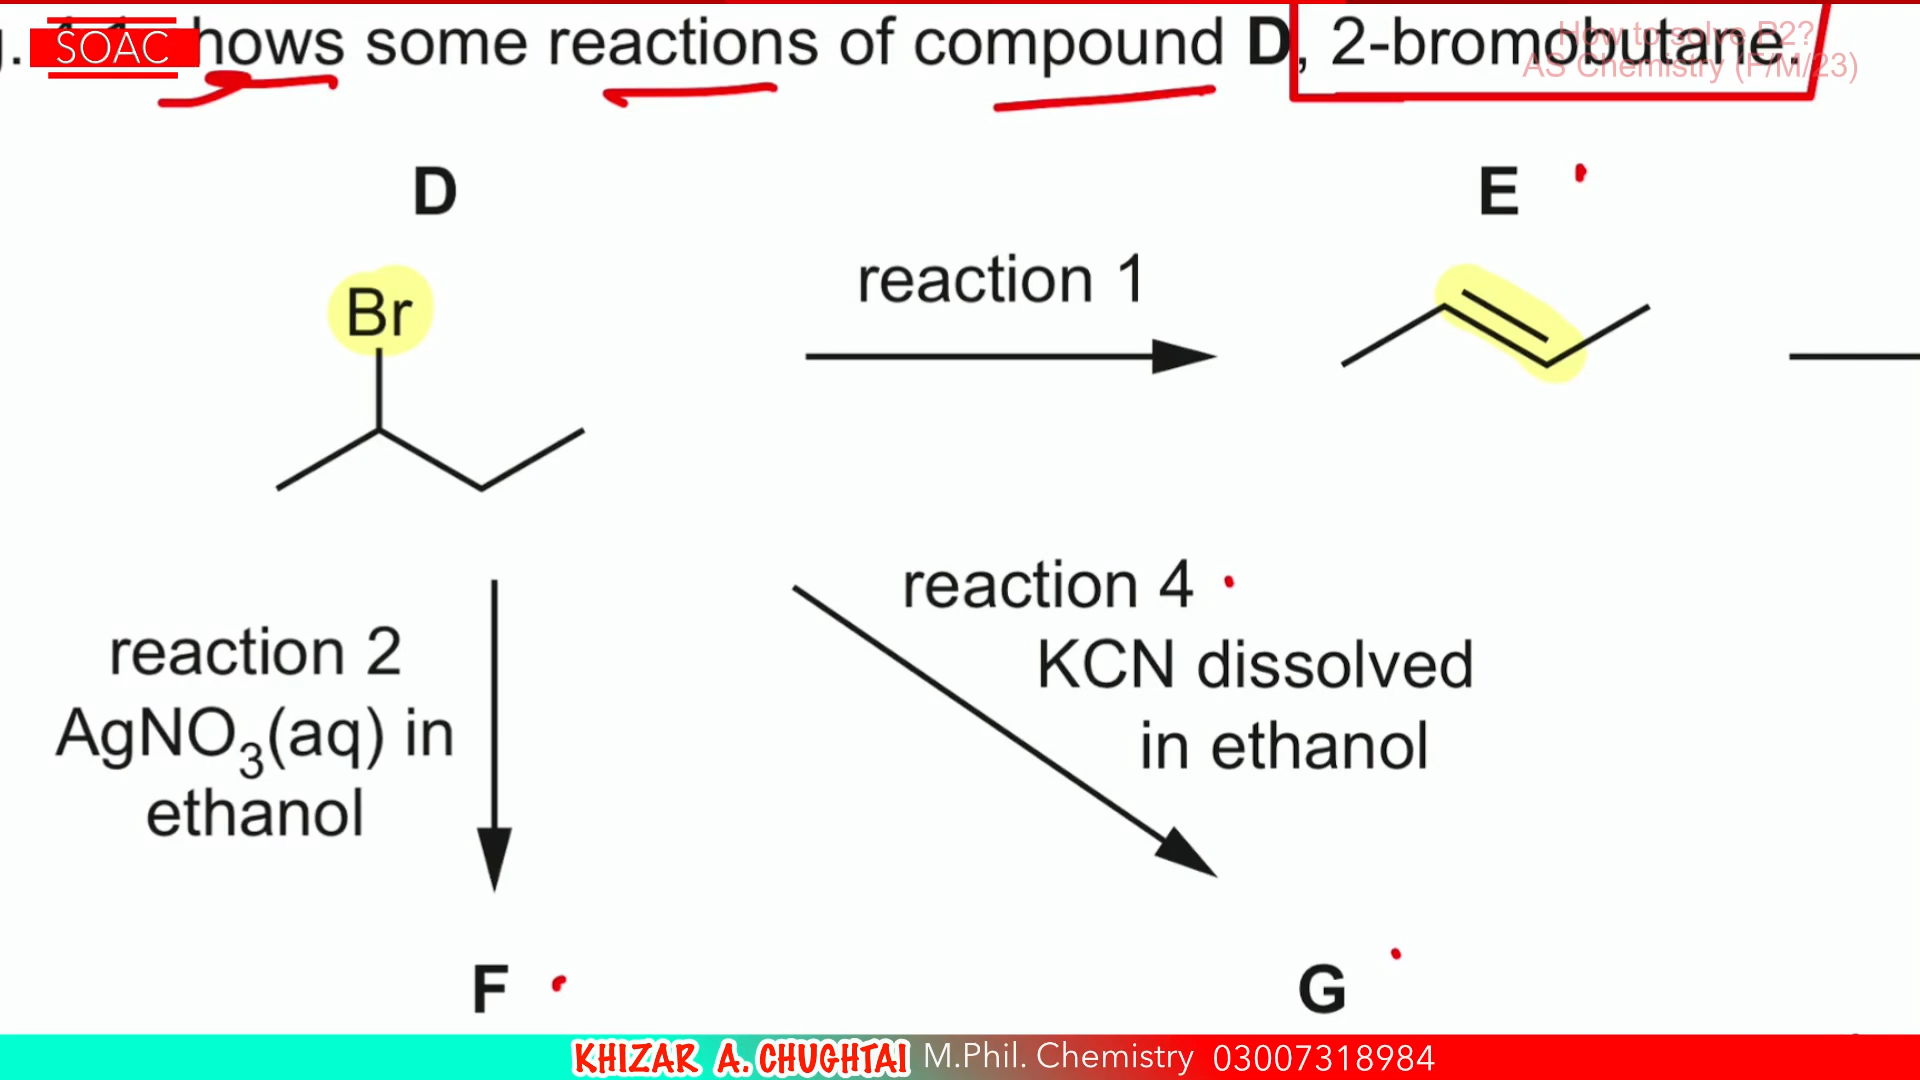 SOAC
hows some reactions of compound D, 2-bromobutane.
How to solve P2?
AS Chemistry (F/M/23)
D
E
Br
reaction 1
reaction 4
KCN dissolved
in ethanol
reaction 2
AgNO₃(aq) in
ethanol
F
G
KHIZAR A. CHUGHTAI M.Phil. Chemistry 03007318984